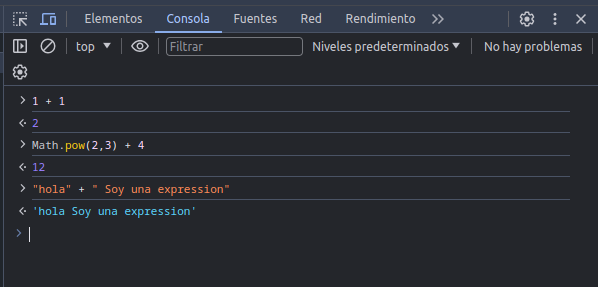 Elementos Consola Fuentes Red Rendimiento
top Filtrar Niveles predeterminados No hay problemas
1 + 1
2
Math.pow(2,3) + 4
12
"hola" + " Soy una expression"
'hola Soy una expression'